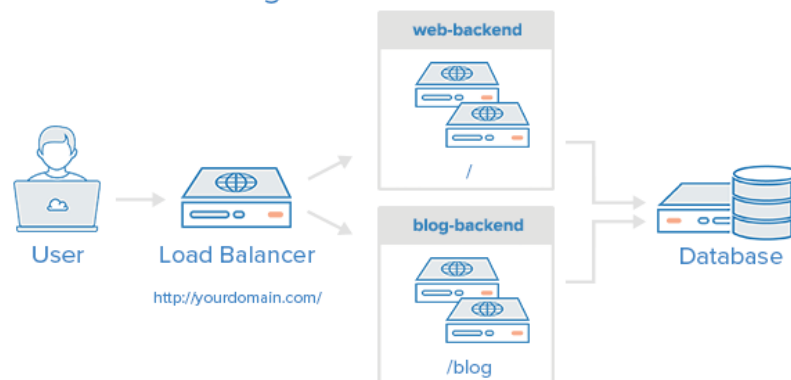 web-backend
/
User
Load Balancer
http://yourdomain.com/
blog-backend
/blog
Database